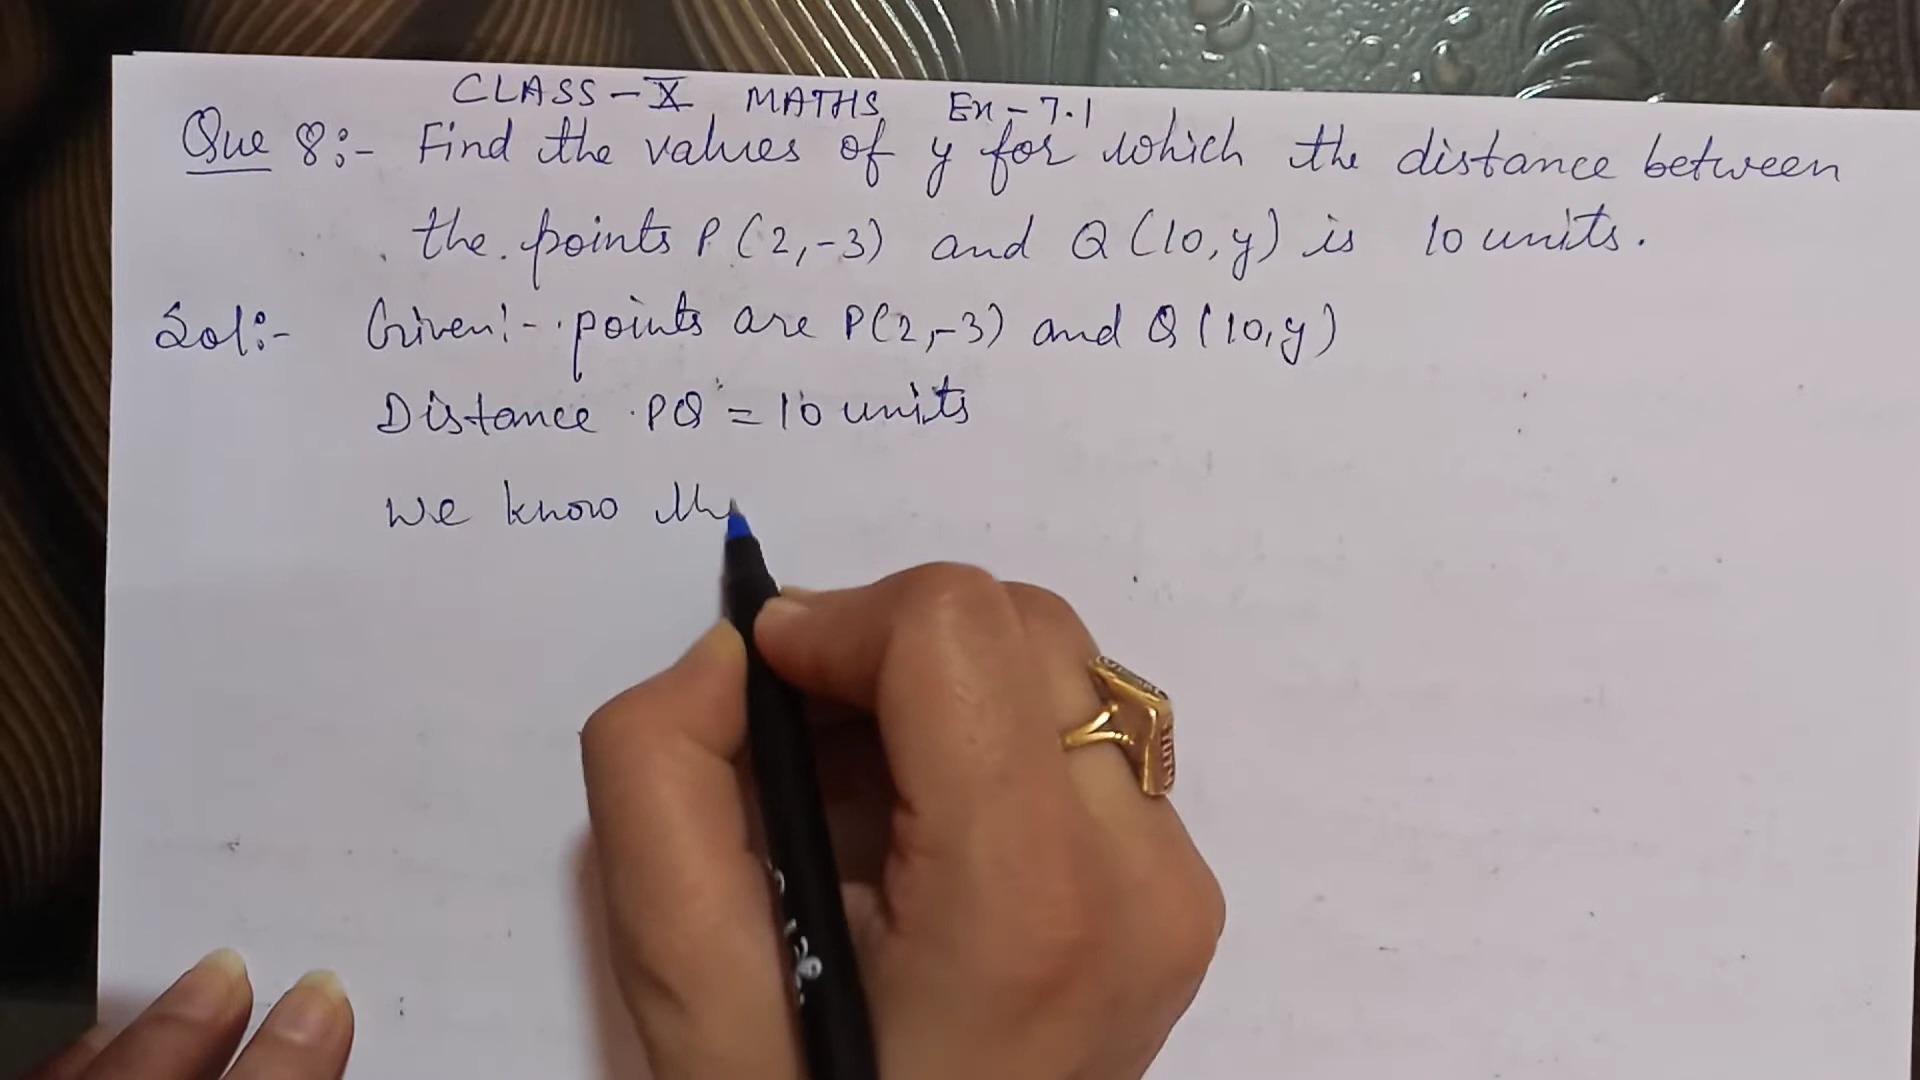 CLASS-X MATHS Ex-7.1
Que 8:- Find the values of y for which the distance between
the points P(2,-3) and Q(10,y) is 10 units.
Sol:- Given:- points are P(2,-3) and Q(10,y)
Distance PQ = 10 units
We know